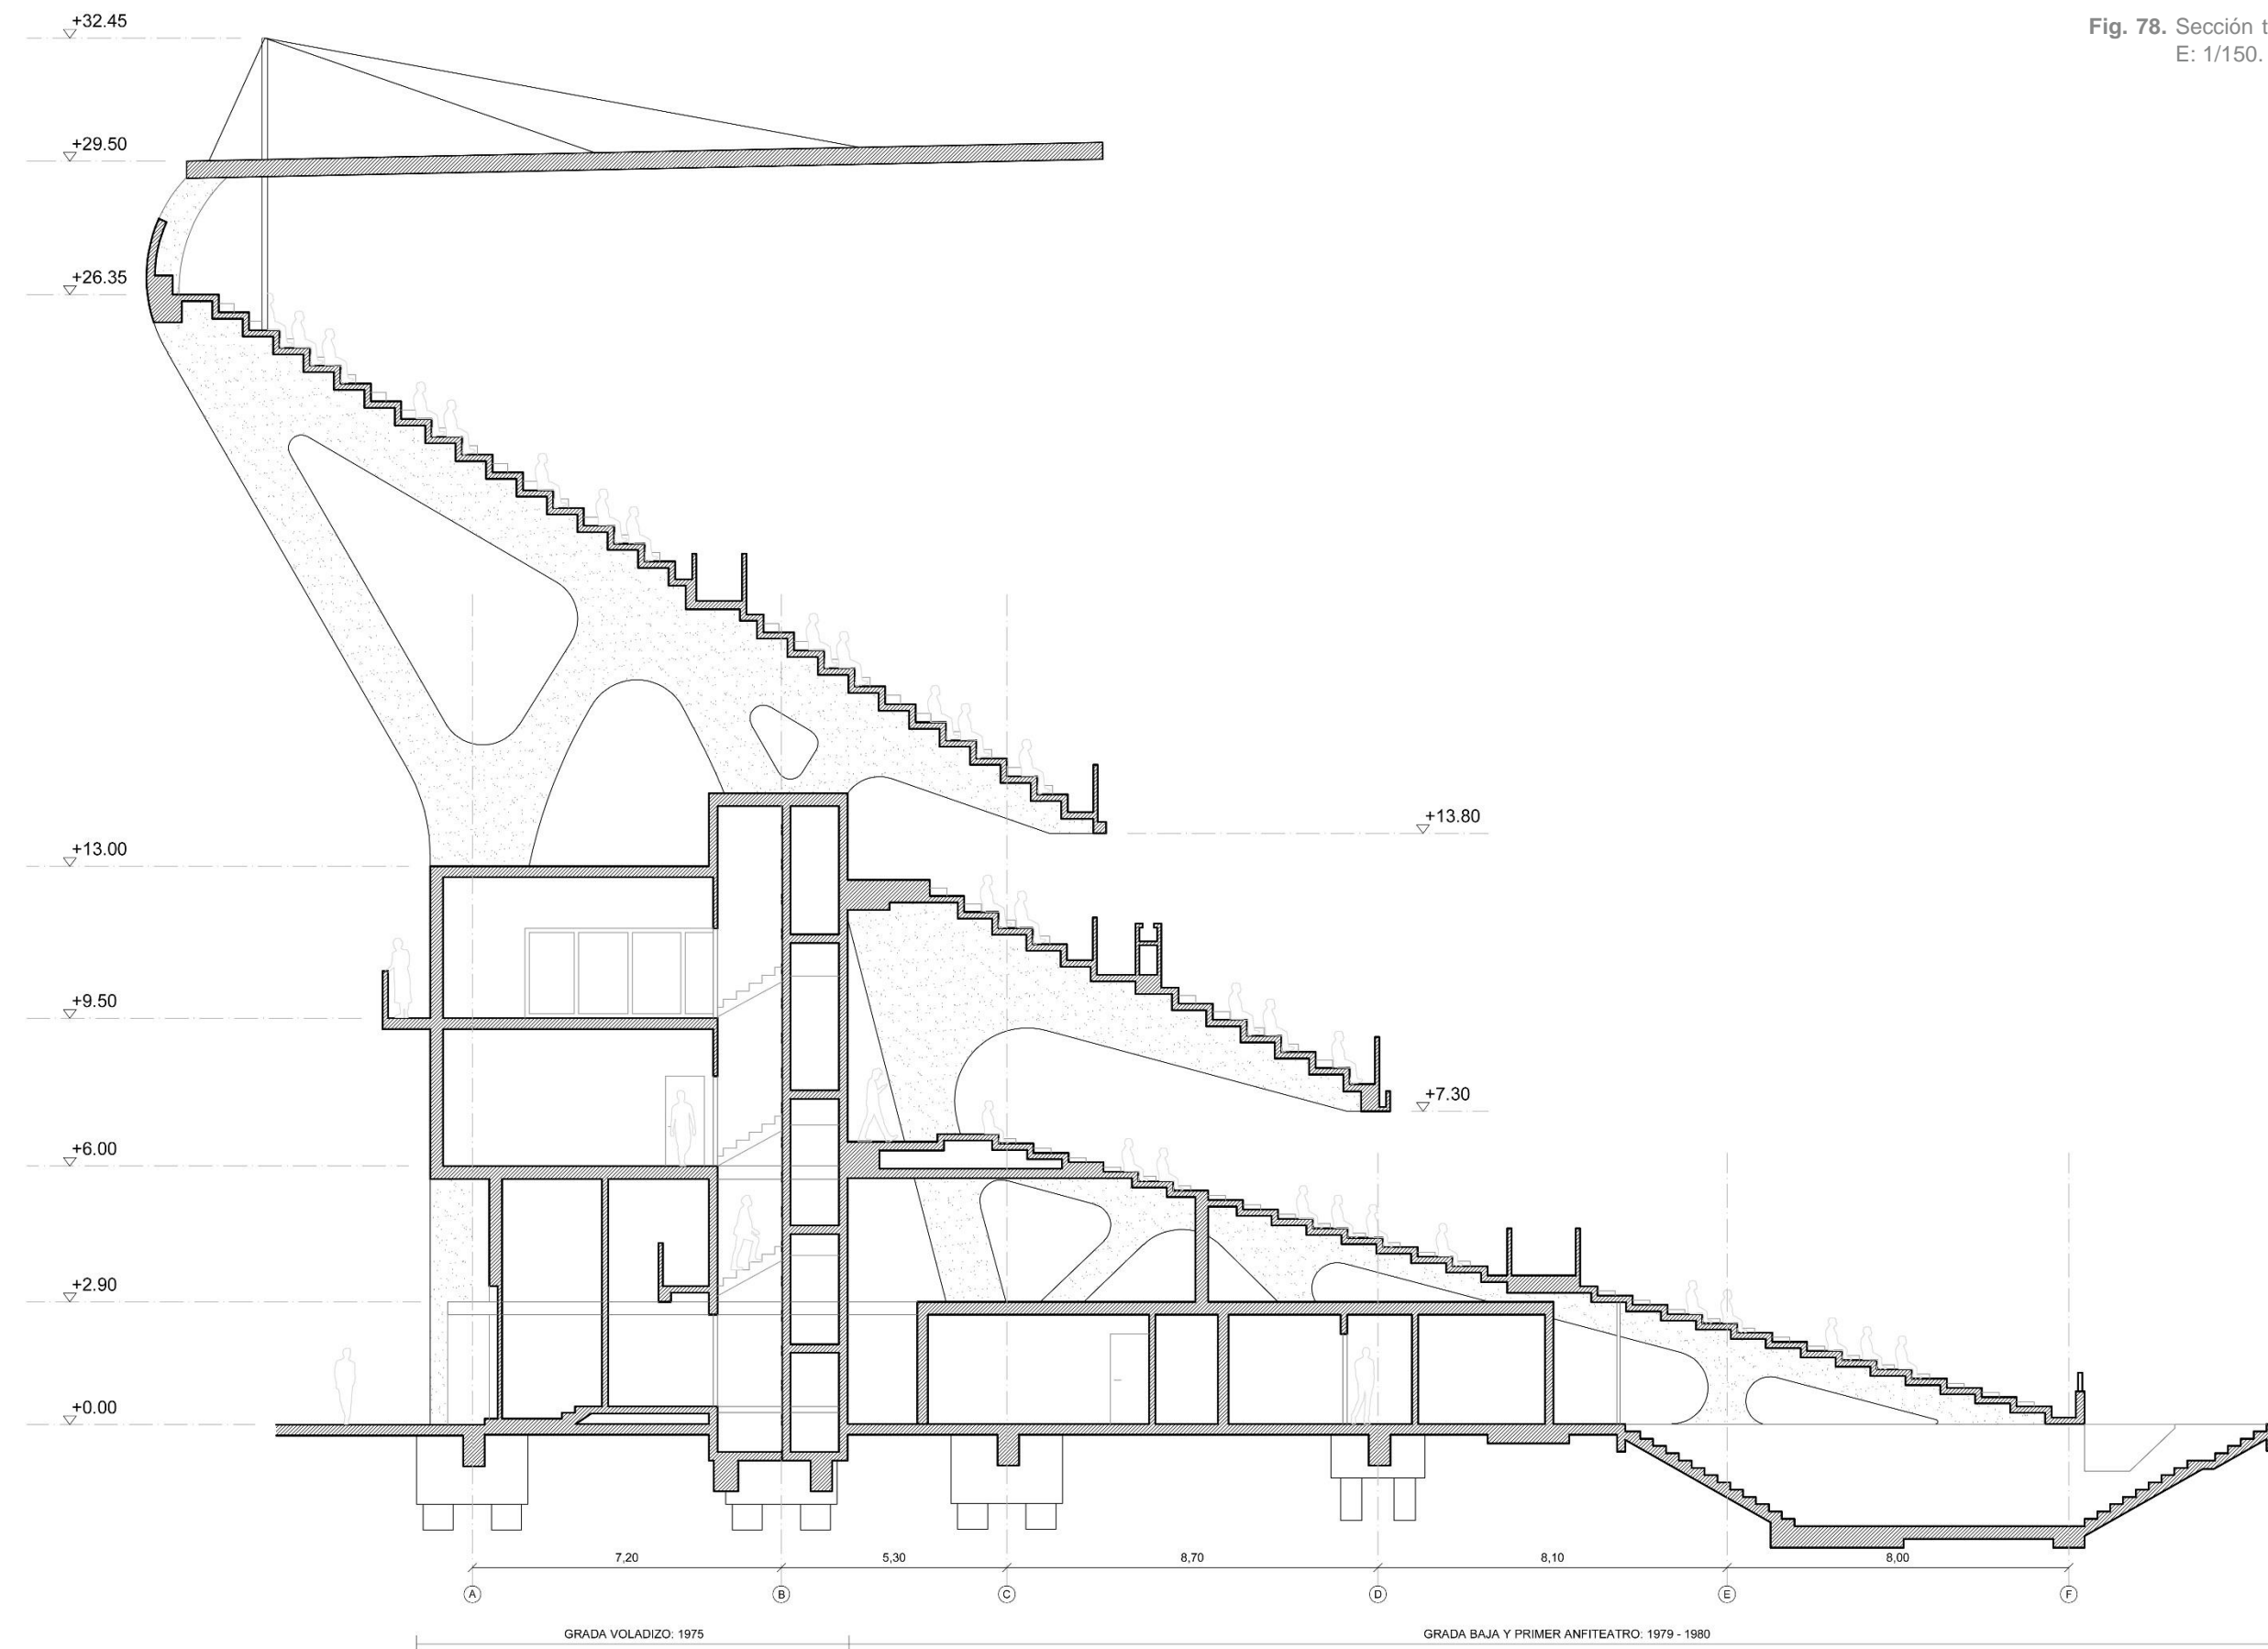 Fig. 78. Sección t
E: 1/150.
+32.45
+29.50
+26.35
+13.80
+13.00
+9.50
+7.30
+6.00
+2.90
+0.00
7,20 5,30 8,70 8,10 8,00
A B C D E F
GRADA VOLADIZO: 1975 GRADA BAJA Y PRIMER ANFITEATRO: 1979 - 1980